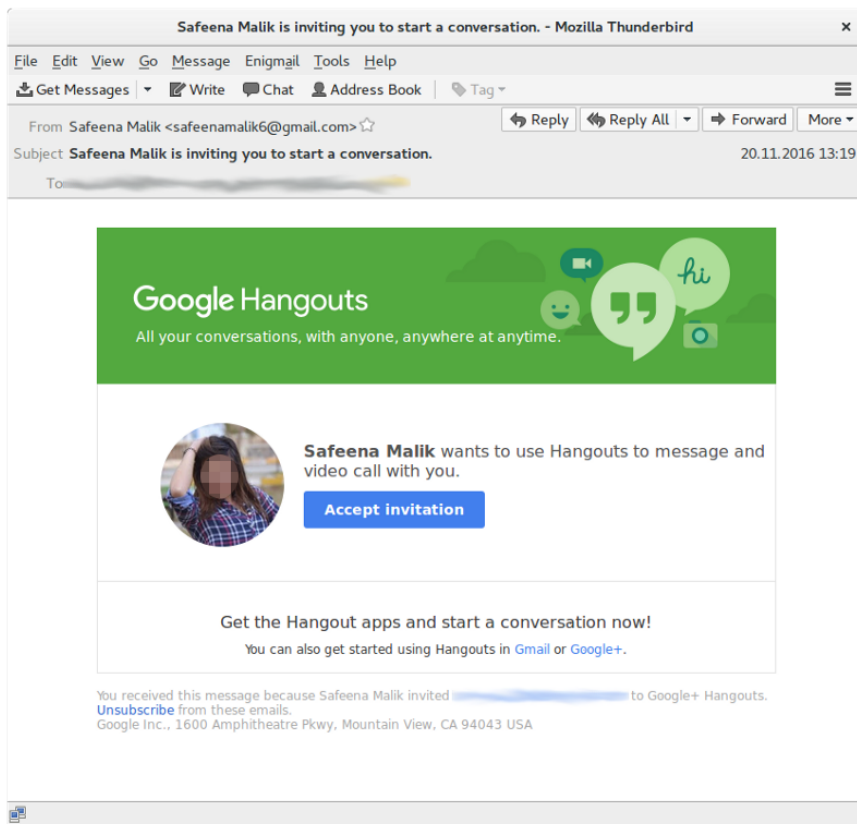 Safeena Malik is inviting you to start a conversation. - Mozilla Thunderbird ×
File Edit View Go Message Enigmail Tools Help
Get Messages Write Chat Address Book Tag
From Safeena Malik <safeenamalik6@gmail.com> Reply Reply All Forward More
Subject Safeena Malik is inviting you to start a conversation. 20.11.2016 13:19
To
hi
Google Hangouts
All your conversations, with anyone, anywhere at anytime.
Safeena Malik wants to use Hangouts to message and
video call with you.
Accept invitation
Get the Hangout apps and start a conversation now!
You can also get started using Hangouts in Gmail or Google+.
You received this message because Safeena Malik invited to Google+ Hangouts.
Unsubscribe from these emails.
Google Inc., 1600 Amphitheatre Pkwy, Mountain View, CA 94043 USA